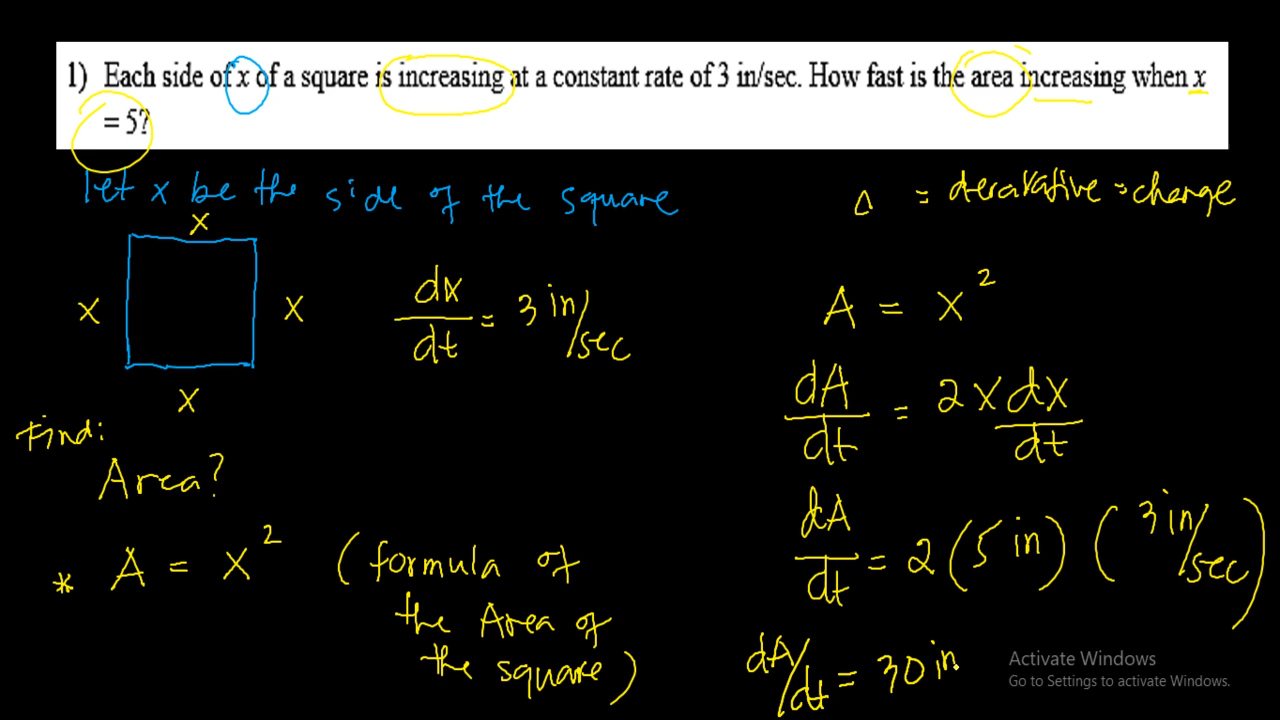 1) Each side of x of a square is increasing at a constant rate of 3 in/sec. How fast is the area increasing when x
= 5?
let x be the side of the square
Δ = deravative = change
x
x
x
x
dx/dt = 3 in/sec
Find:
Area?
* A = x² (formula of
the Area of
the square)
A = x²
dA/dt = 2x dx/dt
dA/dt = 2 (5 in) (3 in/sec)
dA/dt = 30 in
Activate Windows
Go to Settings to activate Windows.